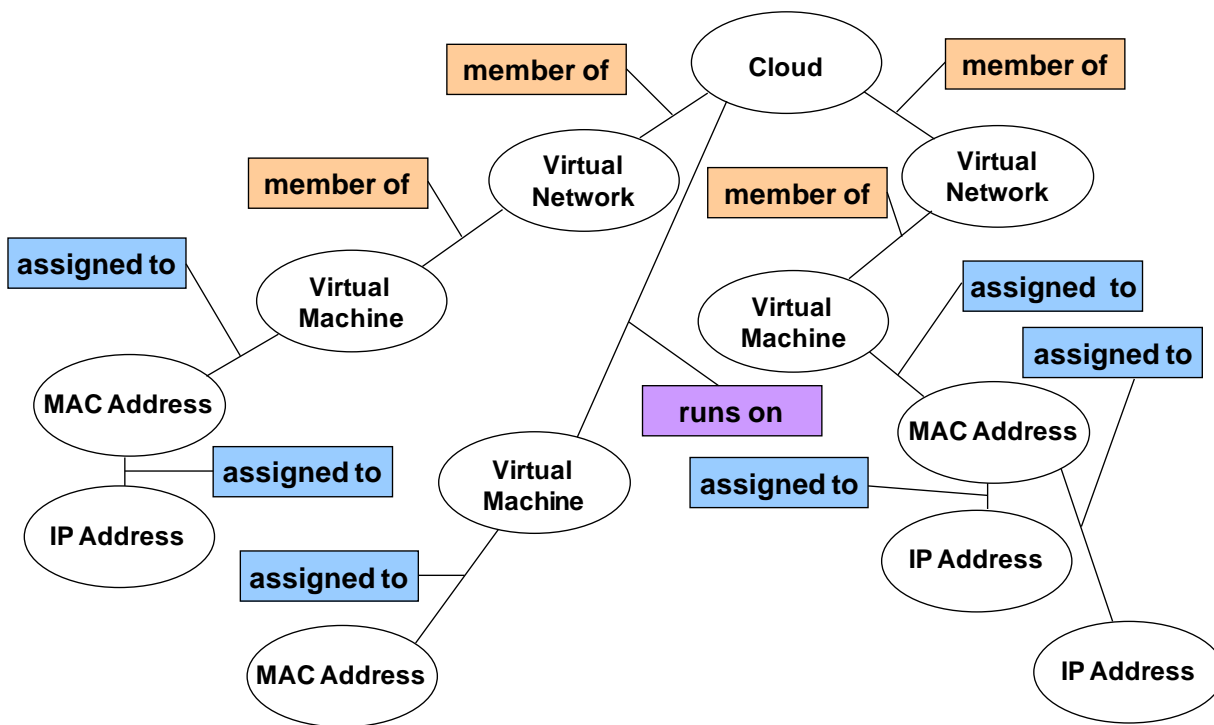 member of
Cloud
member of
Virtual
Network
Virtual
Network
member of
member of
assigned to
Virtual
Machine
Virtual
Machine
assigned  to
assigned to
MAC Address
runs on
MAC Address
assigned to
Virtual
Machine
assigned to
IP Address
IP Address
assigned to
MAC Address
IP Address